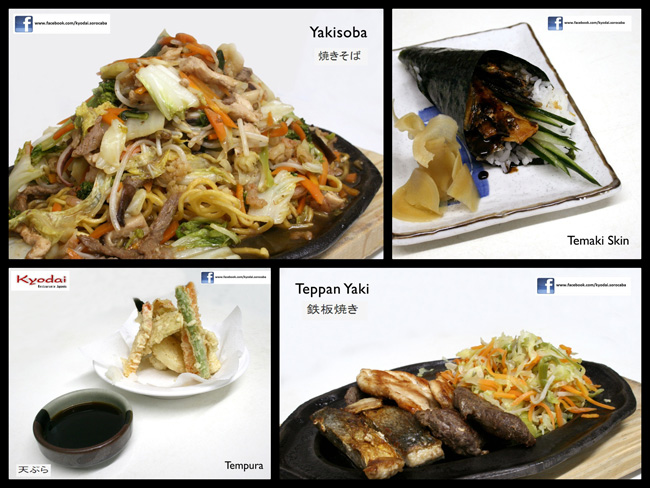 www.facebook.com/kyodai.sorocaba
Yakisoba
焼きそば
www.facebook.com/kyodai.sorocaba
Temaki Skin
Kyodai
Restaurante Japonês
www.facebook.com/kyodai.sorocaba
天ぷら
Tempura
Teppan Yaki
鉄板焼き
www.facebook.com/kyodai.sorocaba